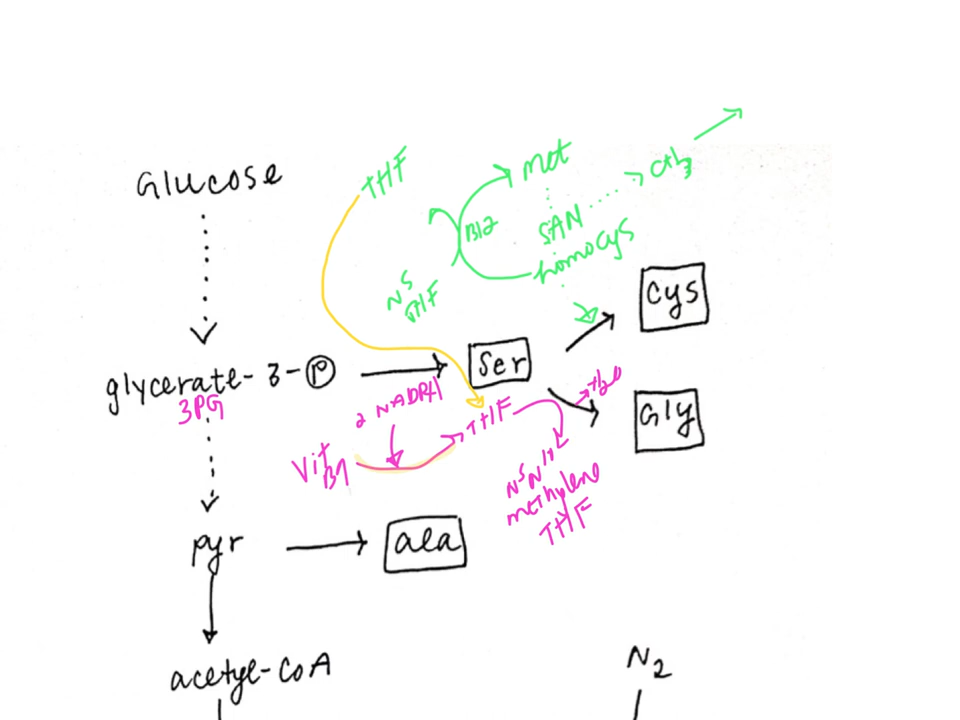 Glucose
THF
met
CH3
B12
SAN
homocys
N5
THF
Cys
glycerate-3-P
3PG
Ser
H2O
2 NADPH
THF
Gly
Vit
B9
N5N10
methylene
THF
pyr
ala
acetyl-CoA
N2